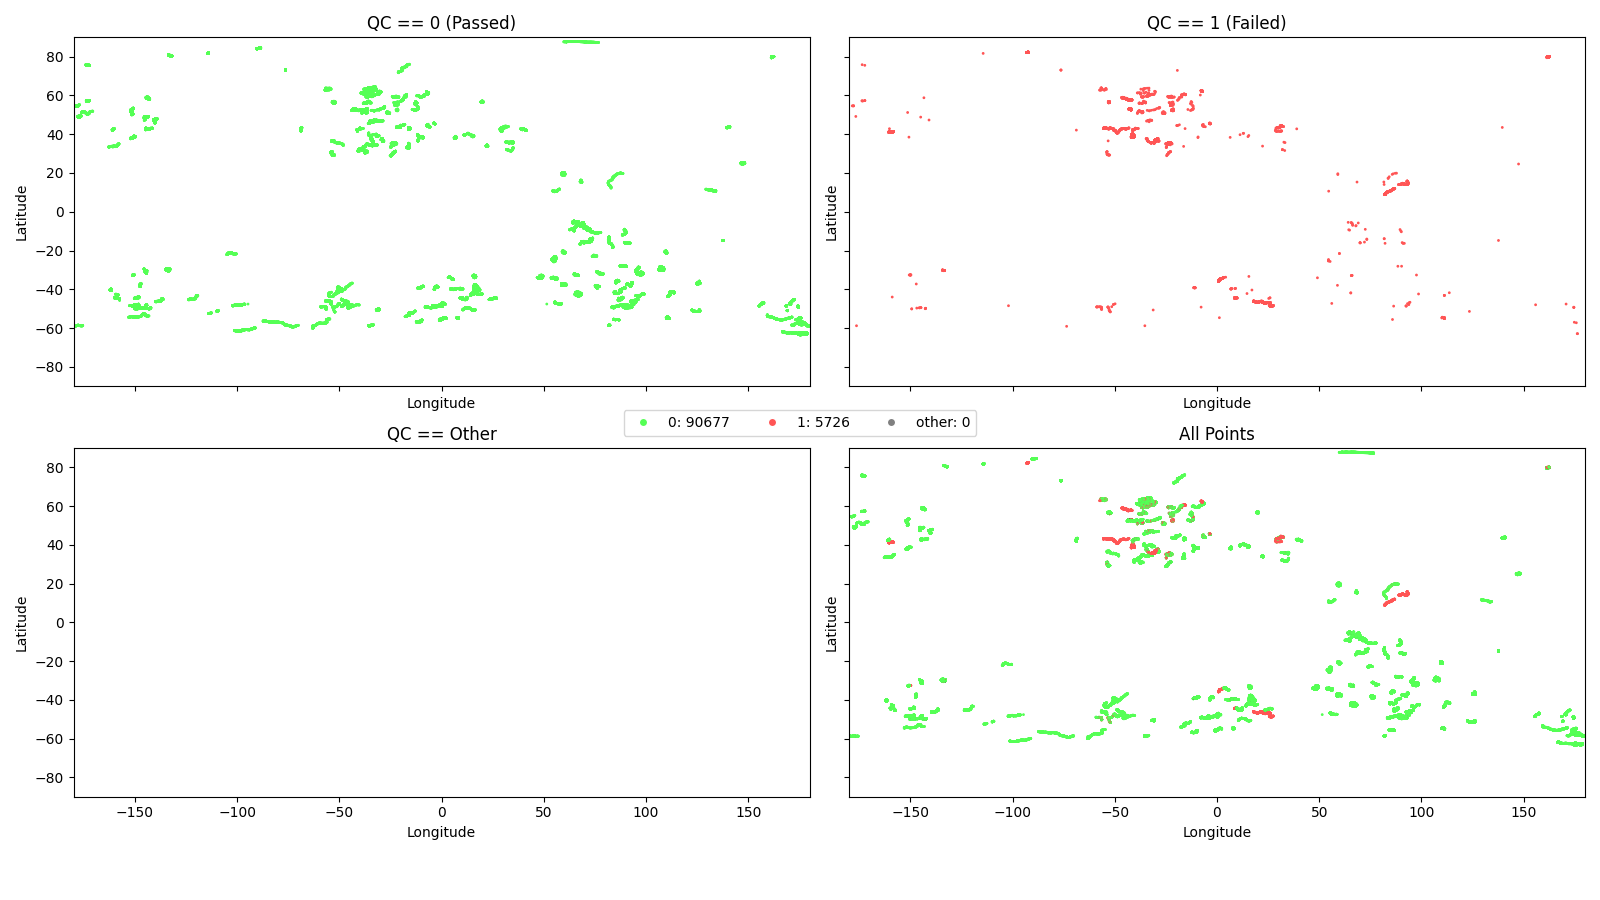 QC == 0 (Passed)
QC == 1 (Failed)
80
60
40
20
0
−20
−40
−60
−80
Latitude
Latitude
Longitude
Longitude
0: 90677 1: 5726 other: 0
QC == Other
All Points
80
60
40
20
0
−20
−40
−60
−80
Latitude
Latitude
−150 −100 −50 0 50 100 150
−150 −100 −50 0 50 100 150
Longitude
Longitude